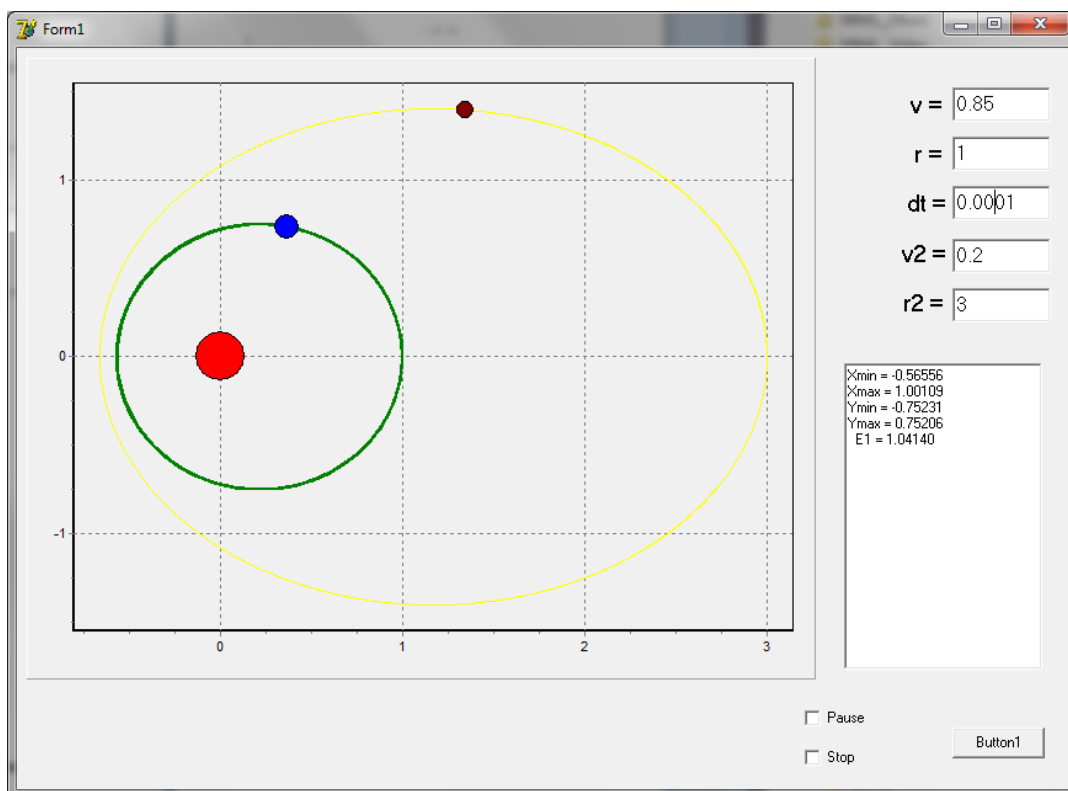 Form1
v = 0.85
r = 1
dt = 0.0001
v2 = 0.2
r2 = 3
1
0
-1
0
1
2
3
Xmin = -0.56556
Xmax = 1.00109
Ymin = -0.75231
Ymax = 0.75206
E1 = 1.04140
Pause
Stop
Button1